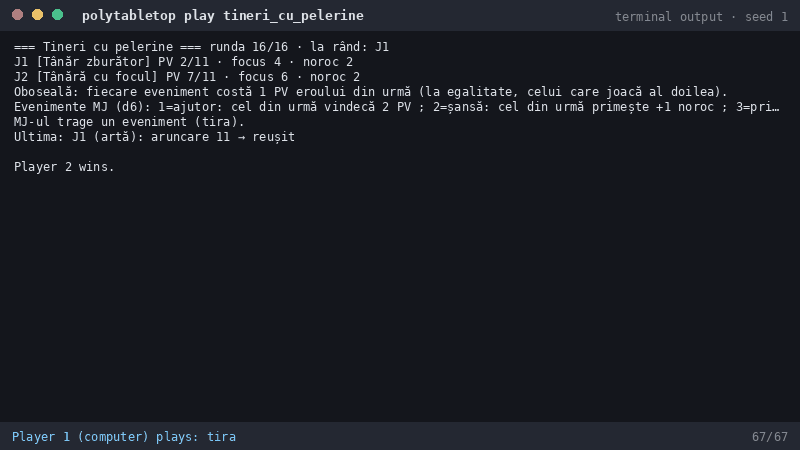 polytabletop play tineri_cu_pelerine
terminal output · seed 1
=== Tineri cu pelerine === runda 16/16 · la rând: J1
J1 [Tânăr zburător] PV 2/11 · focus 4 · noroc 2
J2 [Tânără cu focul] PV 7/11 · focus 6 · noroc 2
Oboseală: fiecare eveniment costă 1 PV eroului din urmă (la egalitate, celui care joacă al doilea).
Evenimente MJ (d6): 1=ajutor: cel din urmă vindecă 2 PV ; 2=șansă: cel din urmă primește +1 noroc ; 3=pri…
MJ-ul trage un eveniment (tira).
Ultima: J1 (artă): aruncare 11 → reușit
Player 2 wins.
Player 1 (computer) plays: tira
67/67